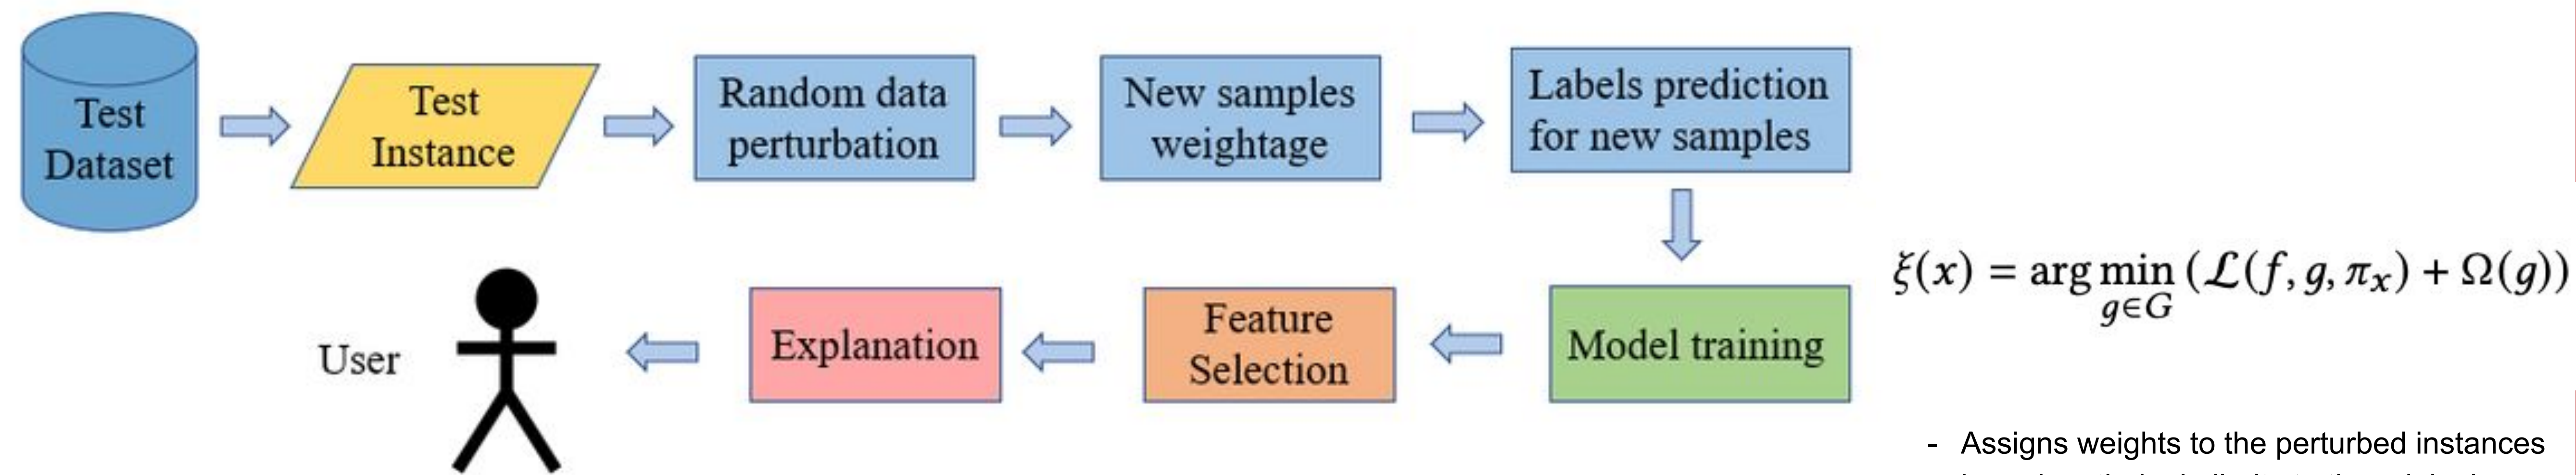 Test
Dataset
Test
Instance
Random data
perturbation
New samples
weightage
Labels prediction
for new samples
Model training
Feature
Selection
Explanation
User
ξ(x) = arg min (ℒ(f, g, πₓ) + Ω(g))
g∈G
- Assigns weights to the perturbed instances